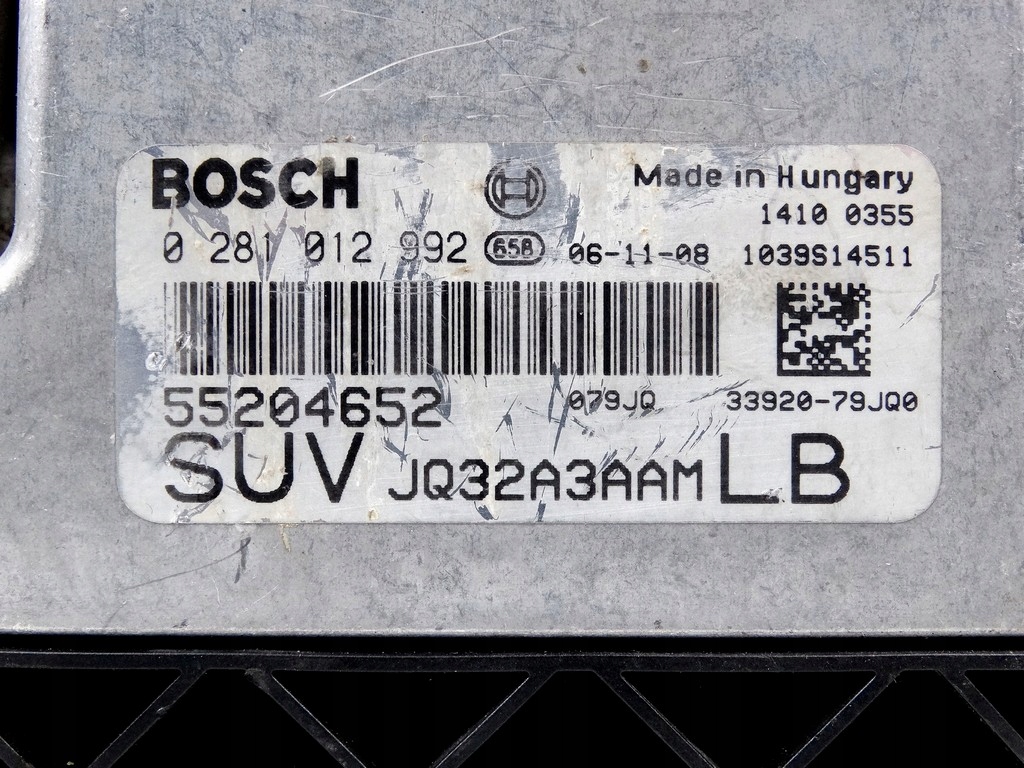 BOSCH
Made in Hungary
1410 0355
0 281 012 992 658 06-11-08 1039S14511
55204652 079JQ 33920-79JQ0
SUV JQ32A3AAM LB